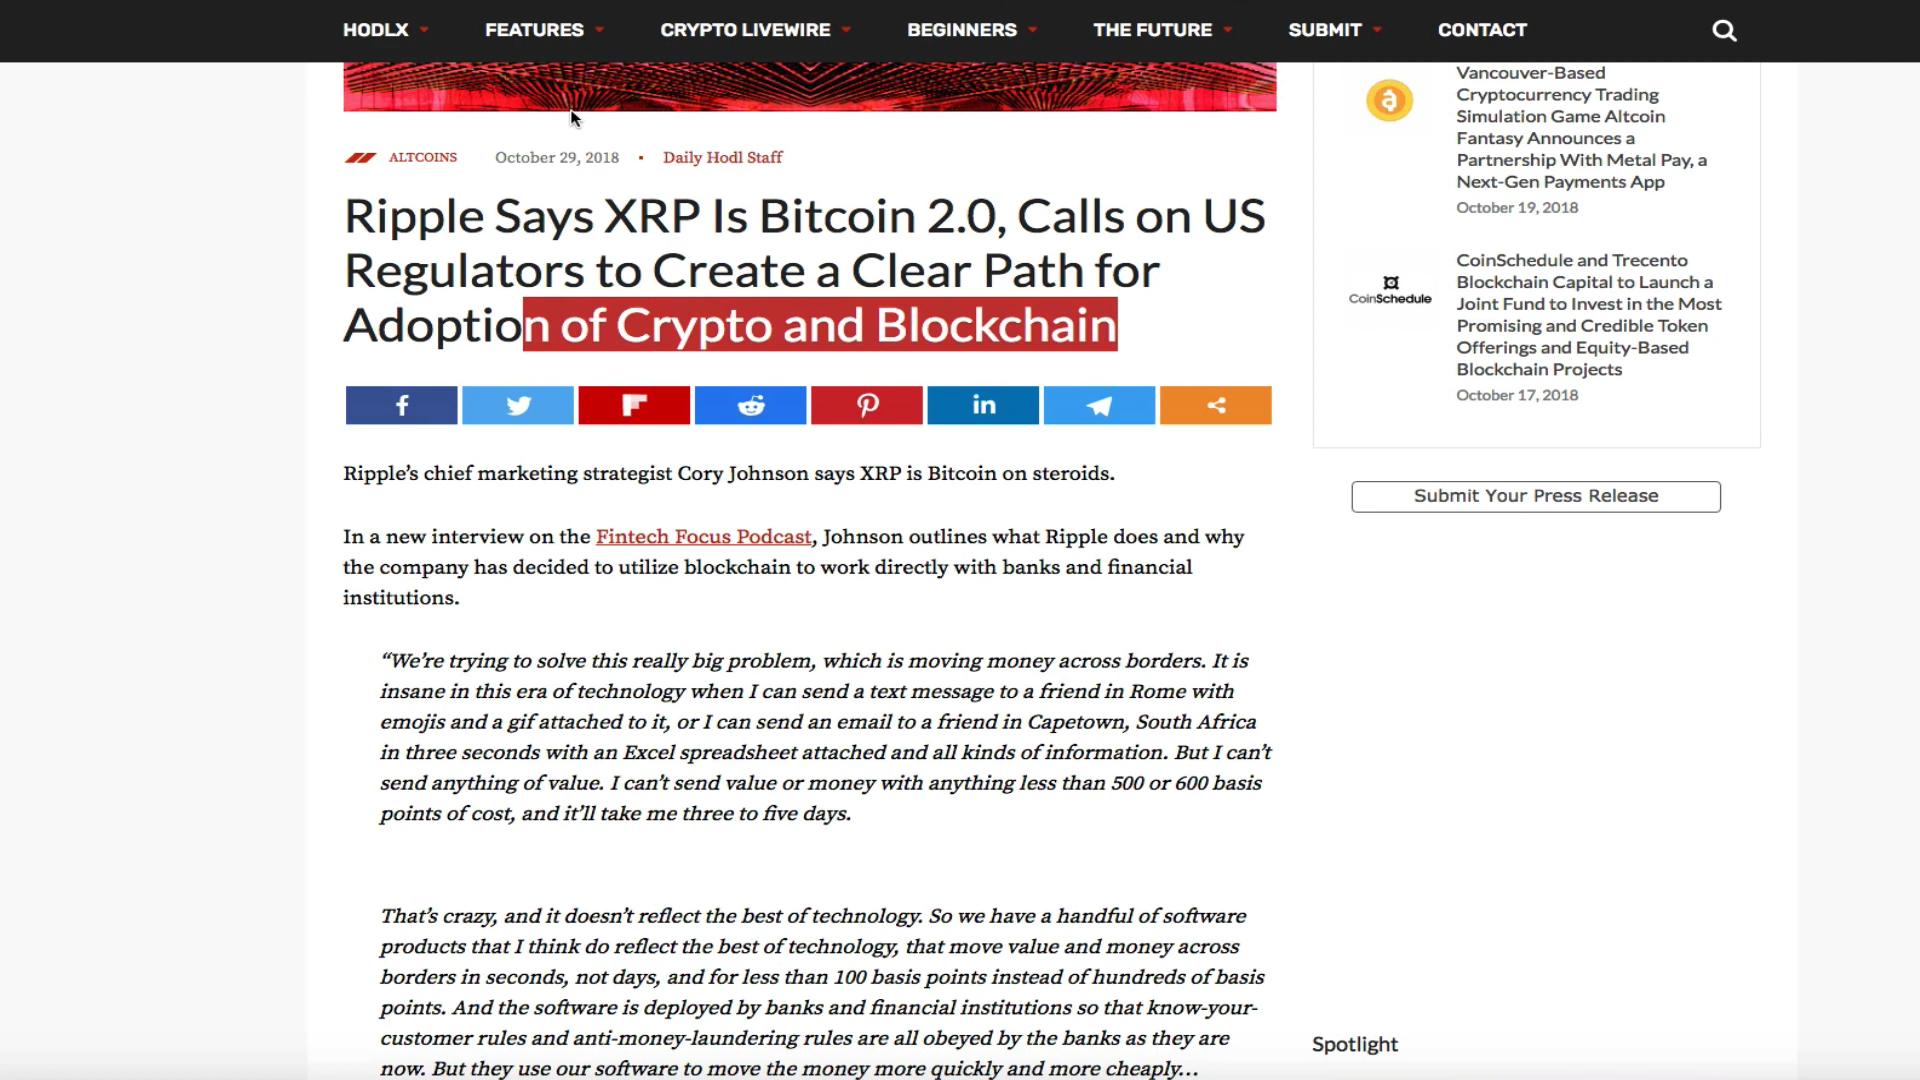 HODLX FEATURES CRYPTO LIVEWIRE BEGINNERS THE FUTURE SUBMIT CONTACT
ALTCOINS October 29, 2018 Daily Hodl Staff
Ripple Says XRP Is Bitcoin 2.0, Calls on US
Regulators to Create a Clear Path for
Adoption of Crypto and Blockchain
Ripple’s chief marketing strategist Cory Johnson says XRP is Bitcoin on steroids.
In a new interview on the Fintech Focus Podcast, Johnson outlines what Ripple does and why
the company has decided to utilize blockchain to work directly with banks and financial
institutions.
“We’re trying to solve this really big problem, which is moving money across borders. It is
insane in this era of technology when I can send a text message to a friend in Rome with
emojis and a gif attached to it, or I can send an email to a friend in Capetown, South Africa
in three seconds with an Excel spreadsheet attached and all kinds of information. But I can’t
send anything of value. I can’t send value or money with anything less than 500 or 600 basis
points of cost, and it’ll take me three to five days.
That’s crazy, and it doesn’t reflect the best of technology. So we have a handful of software
products that I think do reflect the best of technology, that move value and money across
borders in seconds, not days, and for less than 100 basis points instead of hundreds of basis
points. And the software is deployed by banks and financial institutions so that know-your-
customer rules and anti-money-laundering rules are all obeyed by the banks as they are
now. But they use our software to move the money more quickly and more cheaply…
Vancouver-Based
Cryptocurrency Trading
Simulation Game Altcoin
Fantasy Announces a
Partnership With Metal Pay, a
Next-Gen Payments App
October 19, 2018
CoinSchedule
CoinSchedule and Trecento
Blockchain Capital to Launch a
Joint Fund to Invest in the Most
Promising and Credible Token
Offerings and Equity-Based
Blockchain Projects
October 17, 2018
Submit Your Press Release
Spotlight